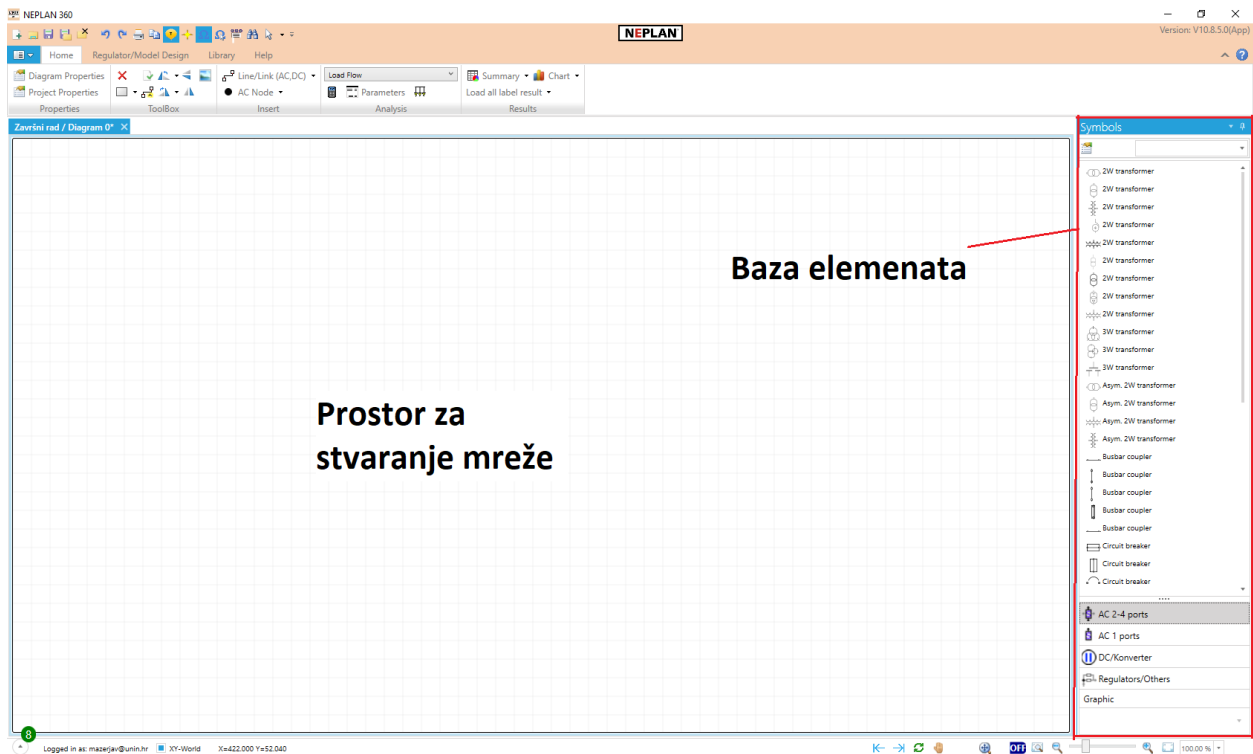 NEPLAN 360
NEPLAN
Version: V10.8.5.0(App)
Home Regulator/Model Design Library Help
Diagram Properties Line/Link (AC,DC) Load Flow Summary Chart
Project Properties AC Node Parameters Load all label result
Properties ToolBox Insert Analysis Results
Završni rad / Diagram 0*
Symbols
2W transformer
2W transformer
2W transformer
2W transformer
2W transformer
2W transformer
2W transformer
2W transformer
2W transformer
3W transformer
3W transformer
3W transformer
Asym. 2W transformer
Asym. 2W transformer
Asym. 2W transformer
Asym. 2W transformer
Busbar coupler
Busbar coupler
Busbar coupler
Busbar coupler
Busbar coupler
Circuit breaker
Circuit breaker
Circuit breaker
Baza elemenata
Prostor za
stvaranje mreže
AC 2-4 ports
AC 1 ports
DC/Konverter
Regulators/Others
Graphic
8
Logged in as: mazerjav@unin.hr XY-World X=422.000 Y=52.040 OFF 100.00 %